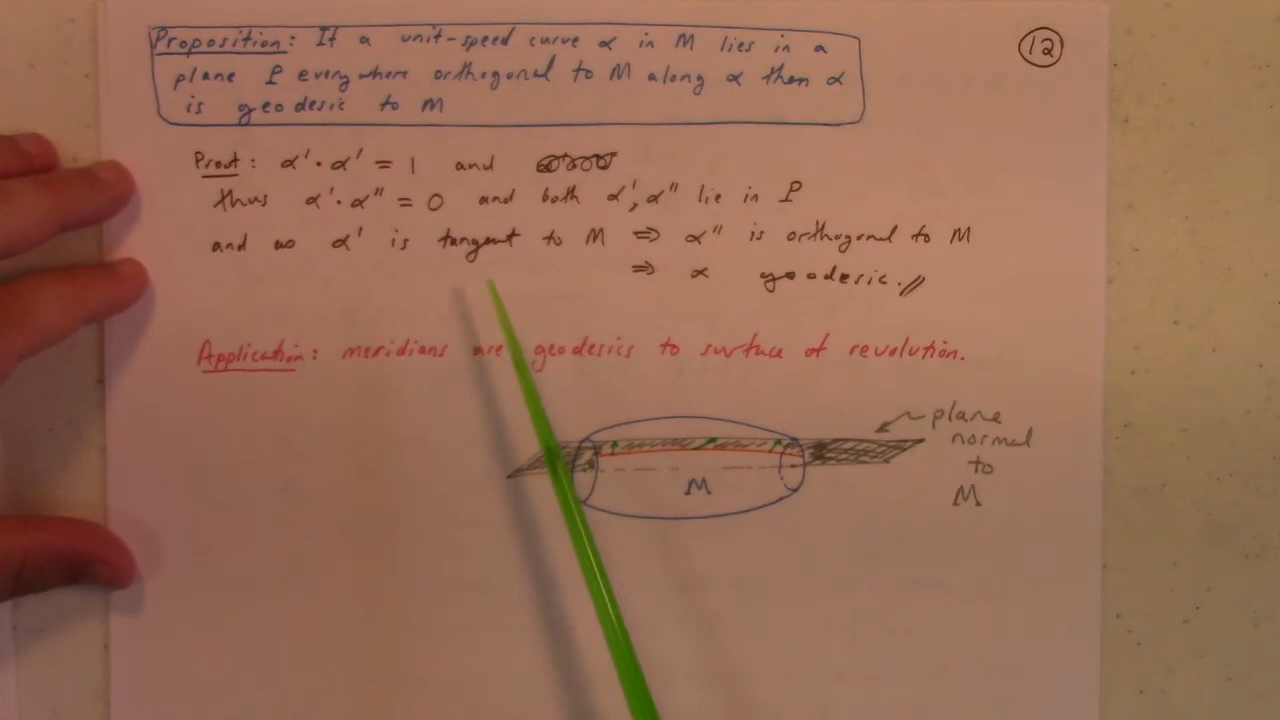 Proposition: If a unit-speed curve α in M lies in a
plane P everywhere orthogonal to M along α then α
is geodesic to M
12
Proof: α'·α' = 1 and
thus α'·α'' = 0 and both α', α'' lie in P
and as α' is tangent to M ⇒ α'' is orthogonal to M
⇒ α geodesic.//
Application: meridians are geodesics to surface of revolution.
plane
normal
to
M
M